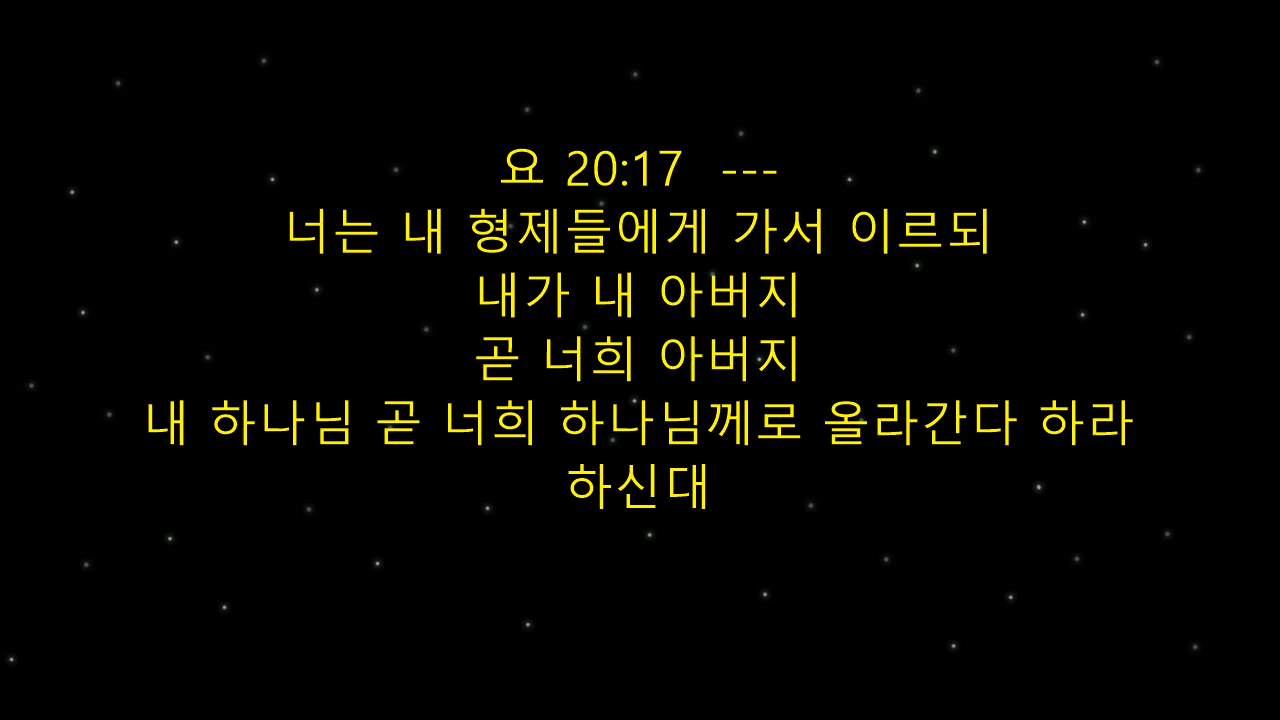 요 20:17 ---
너는 내 형제들에게 가서 이르되
내가 내 아버지
곧 너희 아버지
내 하나님 곧 너희 하나님께로 올라간다 하라
하신대